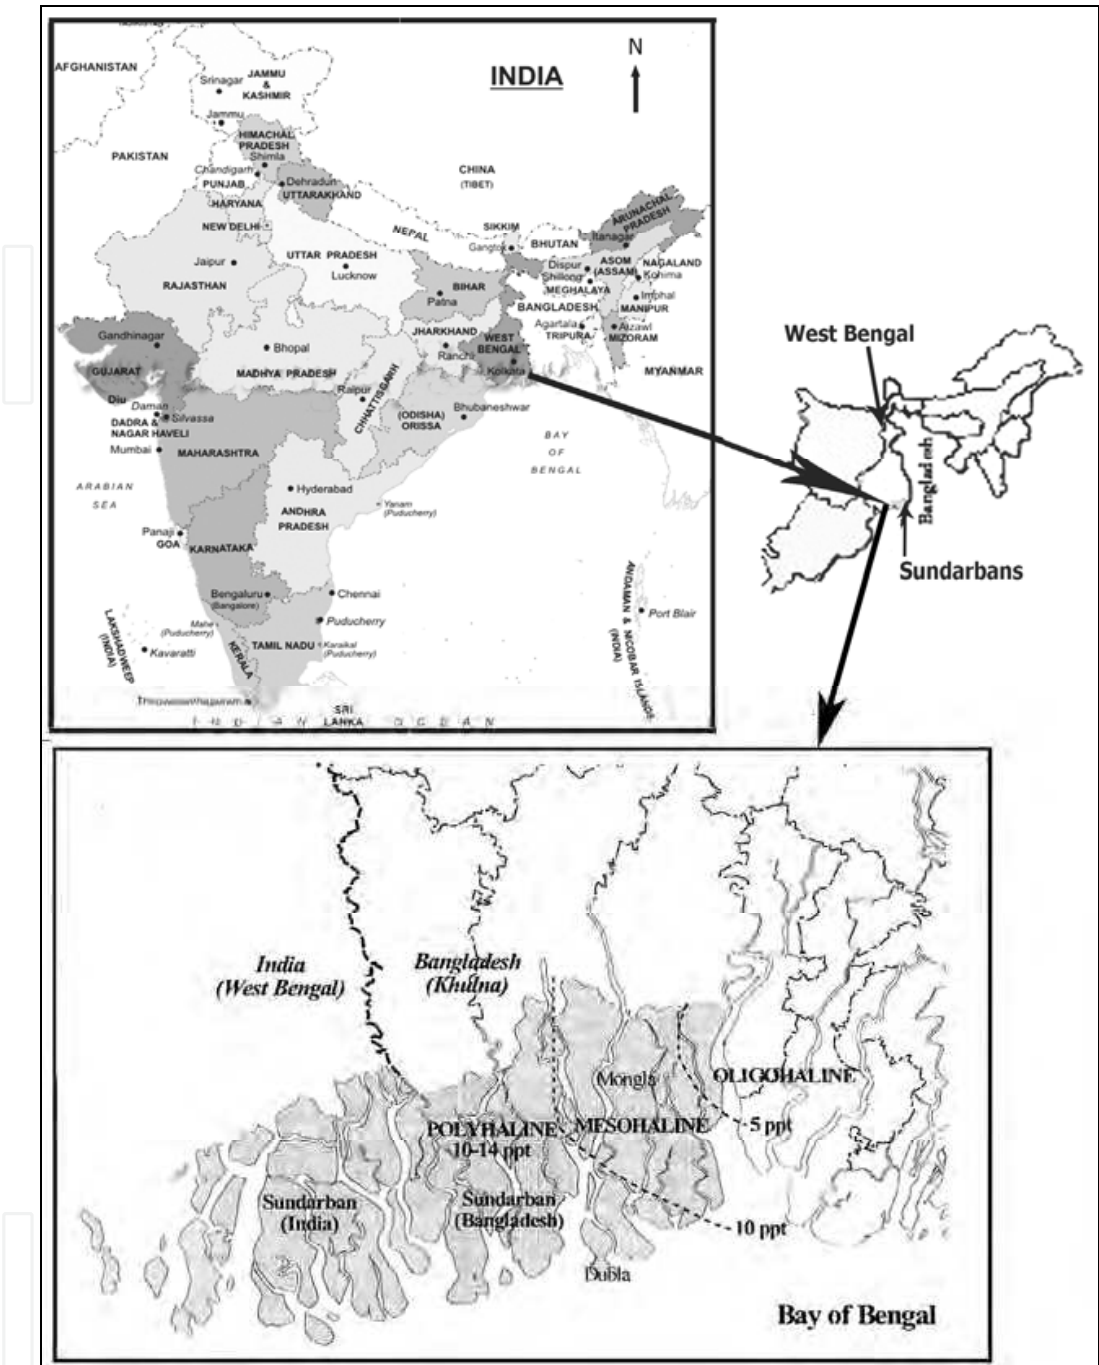 INDIA
N
AFGHANISTAN
Srinagar
JAMMU
&
KASHMIR
Jammu
HIMACHAL
PRADESH
Shimla
PAKISTAN
Chandigarh
PUNJAB
Dehradun
UTTARAKHAND
CHINA
(TIBET)
HARYANA
NEW DELHI
NEPAL
SIKKIM
Gangtok
BHUTAN
ARUNACHAL
PRADESH
Itanagar
UTTAR PRADESH
Lucknow
Jaipur
RAJASTHAN
Dispur
Shillong
MEGHALAYA
ASOM
(ASSAM)
NAGALAND
Kohima
BIHAR
Patna
Imphal
MANIPUR
BANGLADESH
Agartala
TRIPURA
Aizawl
MIZORAM
Gandhinagar
GUJARAT
Bhopal
MADHYA PRADESH
JHARKHAND
Ranchi
WEST
BENGAL
Kolkata
MYANMAR
Diu
Daman
Silvassa
DADRA &
NAGAR HAVELI
Raipur
CHHATTISGARH
(ODISHA)
ORISSA
Bhubaneshwar
Mumbai
MAHARASHTRA
BAY
OF
BENGAL
ARABIAN
SEA
Hyderabad
ANDHRA
PRADESH
Yanam
(Puducherry)
Panaji
GOA
KARNATAKA
Bengaluru
(Bangalore)
Chennai
Mahe
(Puducherry)
Puducherry
TAMIL NADU
Karaikal
(Puducherry)
KERALA
LAKSHADWEEP
(INDIA)
Kavaratti
ANDAMAN & NICOBAR ISLANDS
(INDIA)
Port Blair
SRI
LANKA
INDIAN OCEAN
West Bengal
Bangladesh
Sundarbans
India
(West Bengal)
Bangladesh
(Khulna)
Mongla
OLIGOHALINE
POLYHALINE
10-14 ppt
MESOHALINE
5 ppt
Sundarban
(India)
Sundarban
(Bangladesh)
10 ppt
Dubla
Bay of Bengal